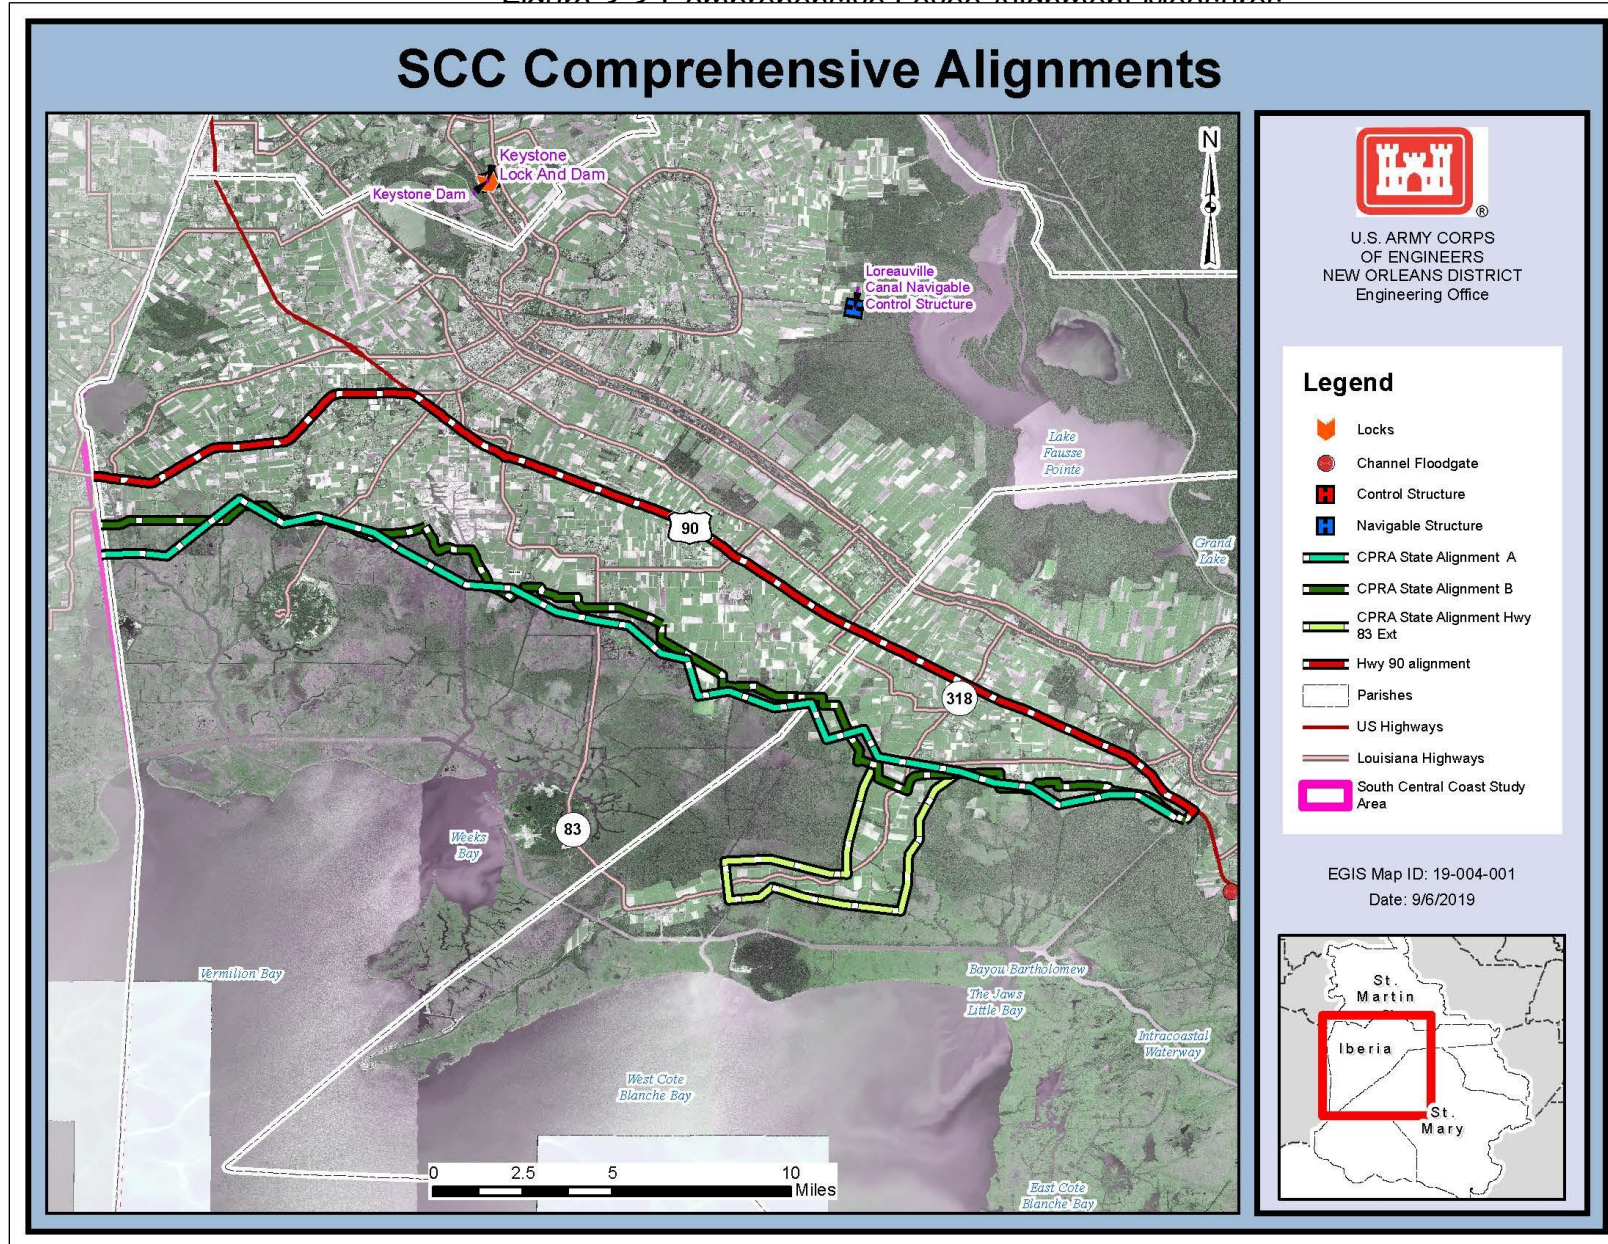 SCC Comprehensive Alignments
Keystone
Lock And Dam
Keystone Dam
N
Loreauville
Canal Navigable
Control Structure
Lake
Fausse
Pointe
90
Grand
Lake
318
83
Weeks
Bay
Vermilion Bay
Bayou Bartholomew
The Jaws
Little Bay
Intracoastal
Waterway
West Cote
Blanche Bay
East Cote
Blanche Bay
0 2.5 5 10
Miles
®
U.S. ARMY CORPS
OF ENGINEERS
NEW ORLEANS DISTRICT
Engineering Office
Legend
Locks
Channel Floodgate
Control Structure
Navigable Structure
CPRA State Alignment A
CPRA State Alignment B
CPRA State Alignment Hwy
83 Ext
Hwy 90 alignment
Parishes
US Highways
Louisiana Highways
South Central Coast Study
Area
EGIS Map ID: 19-004-001
Date: 9/6/2019
St.
Martin
Iberia
St.
Mary